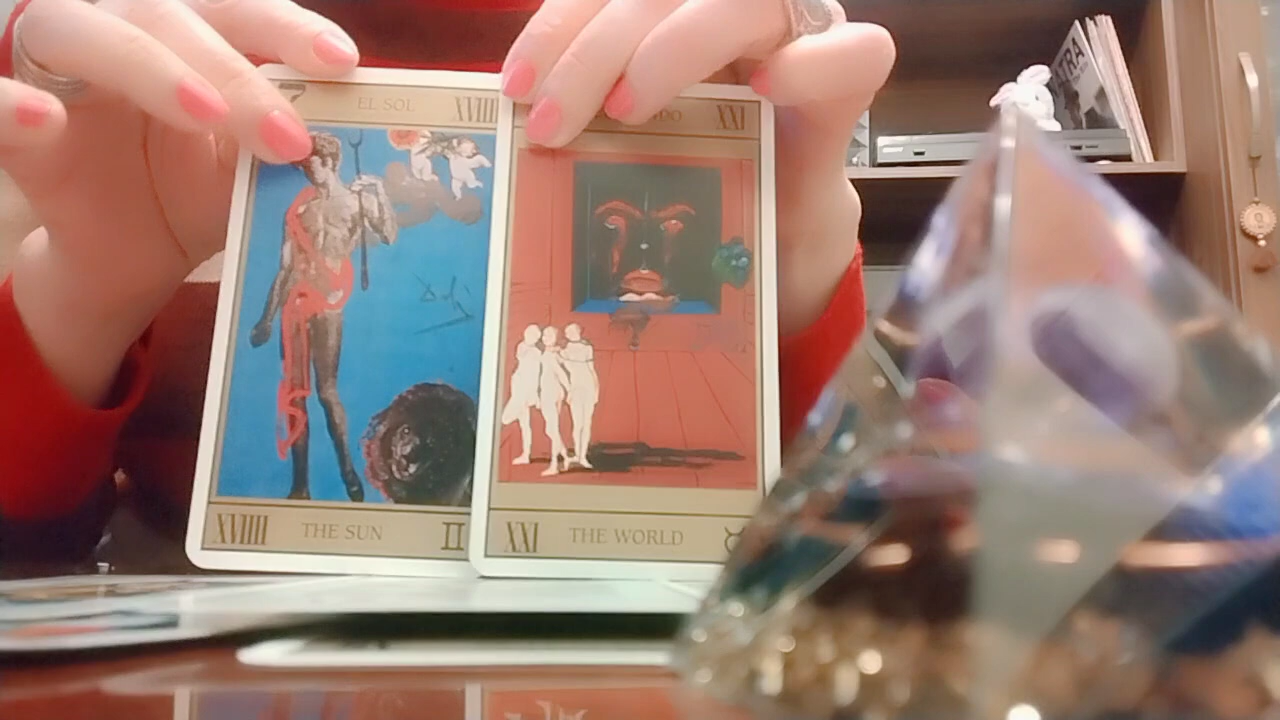 EL SOL
XVIIII
XXI
XVIIII
THE SUN
XXI
THE WORLD